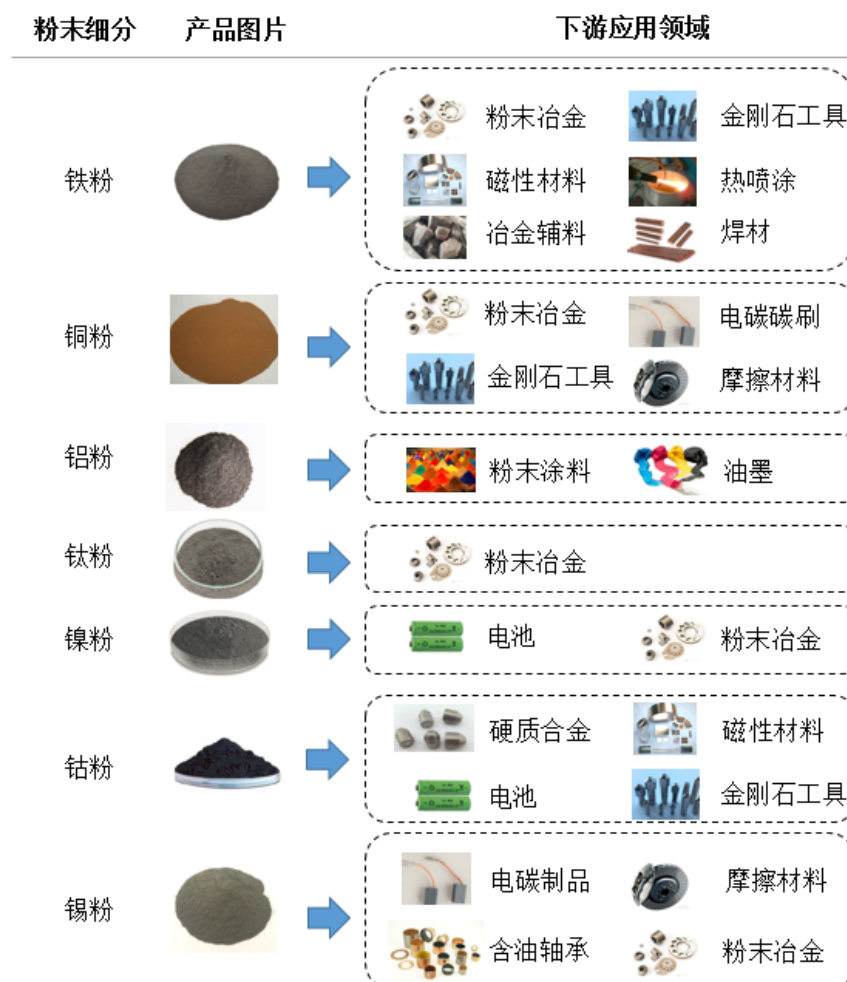 粉末细分 产品图片 下游应用领域
粉末冶金 金刚石工具
铁粉 磁性材料 热喷涂
冶金辅料 焊材
粉末冶金 电碳碳刷
铜粉
金刚石工具 摩擦材料
铝粉 粉末涂料 油墨
钛粉 粉末冶金
镍粉 电池 粉末冶金
硬质合金 磁性材料
钴粉
电池 金刚石工具
电碳制品 摩擦材料
锡粉
含油轴承 粉末冶金